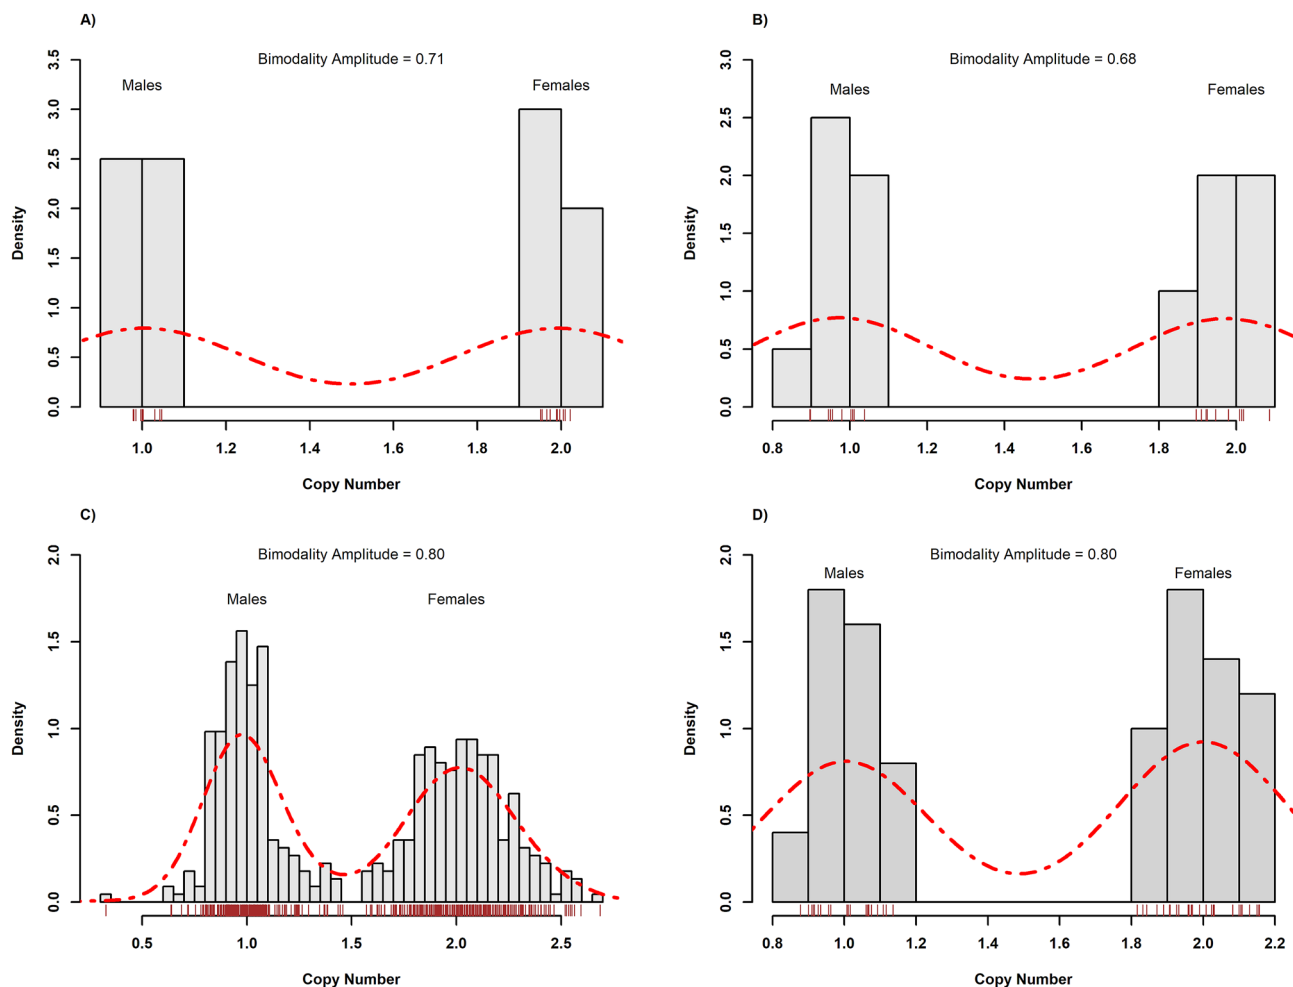 A)
Bimodality Amplitude = 0.71
Males
Females
Density
0.0
0.5
1.0
1.5
2.0
2.5
3.0
3.5
1.0
1.2
1.4
1.6
1.8
2.0
Copy Number
B)
Bimodality Amplitude = 0.68
Males
Females
Density
0.0
0.5
1.0
1.5
2.0
2.5
3.0
0.8
1.0
1.2
1.4
1.6
1.8
2.0
Copy Number
C)
Bimodality Amplitude = 0.80
Males
Females
Density
0.0
0.5
1.0
1.5
2.0
0.5
1.0
1.5
2.0
2.5
Copy Number
D)
Bimodality Amplitude = 0.80
Males
Females
Density
0.0
0.5
1.0
1.5
2.0
0.8
1.0
1.2
1.4
1.6
1.8
2.0
2.2
Copy Number